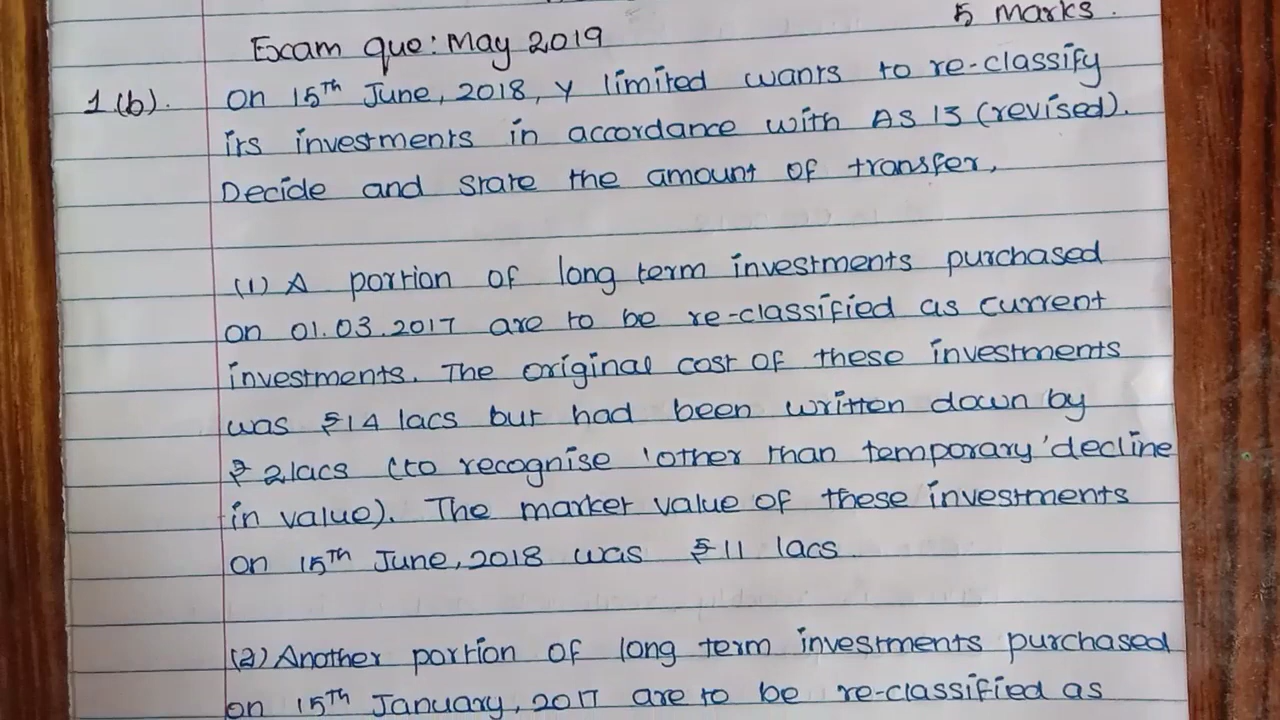 5 marks.
Exam que: May 2019
1(b). On 15TH June, 2018, Y limited wants to re-classify
its investments in accordance with AS 13 (revised).
Decide and state the amount of transfer.
(1) A portion of long term investments purchased
on 01.03.2017 are to be re-classified as current
investments. The original cost of these investments
was ₹14 lacs but had been written down by
₹2lacs (to recognise 'other than temporary' decline
in value). The market value of these investments
on 15TH June, 2018 was ₹11 lacs
(2) Another portion of long term investments purchased
on 15TH January, 2017 are to be re-classified as